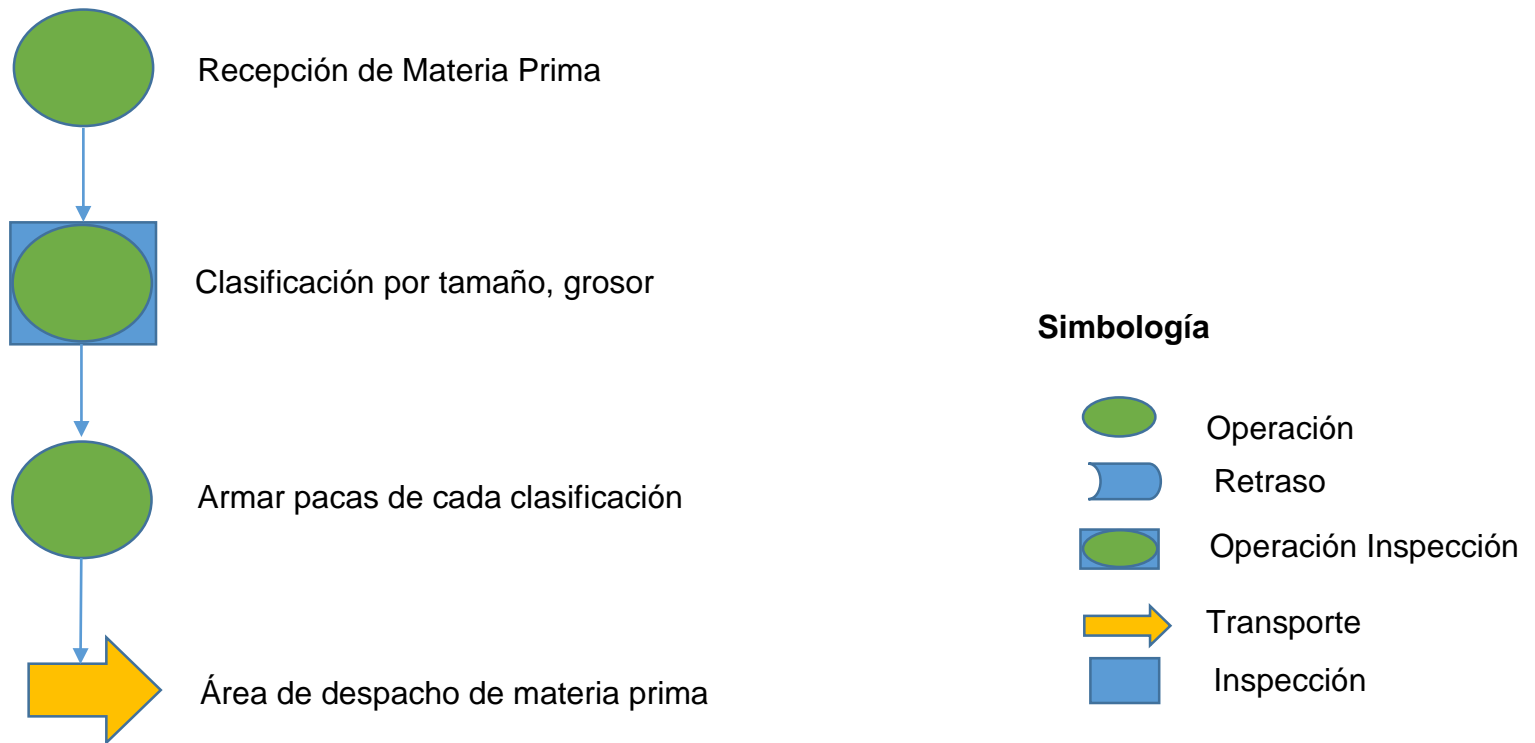 Recepción de Materia Prima
Clasificación por tamaño, grosor
Armar pacas de cada clasificación
Área de despacho de materia prima
Simbología
Operación
Retraso
Operación Inspección
Transporte
Inspección